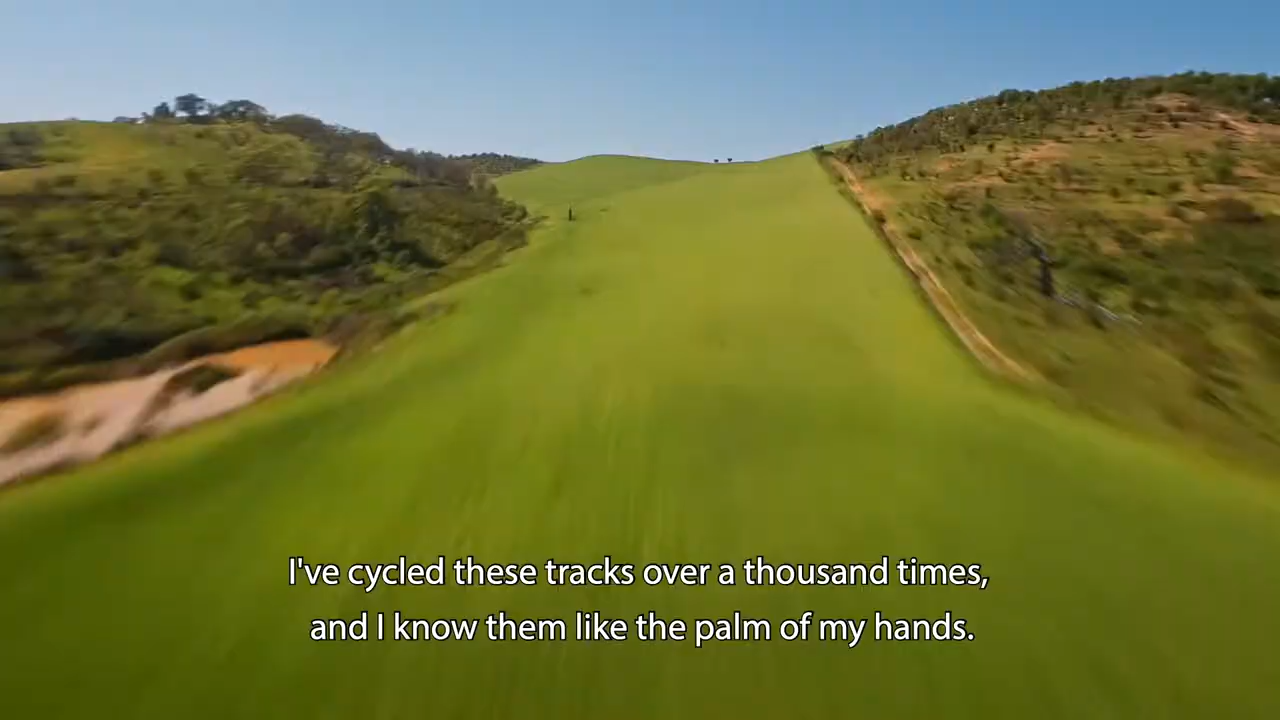 I've cycled these tracks over a thousand times,
and I know them like the palm of my hands.